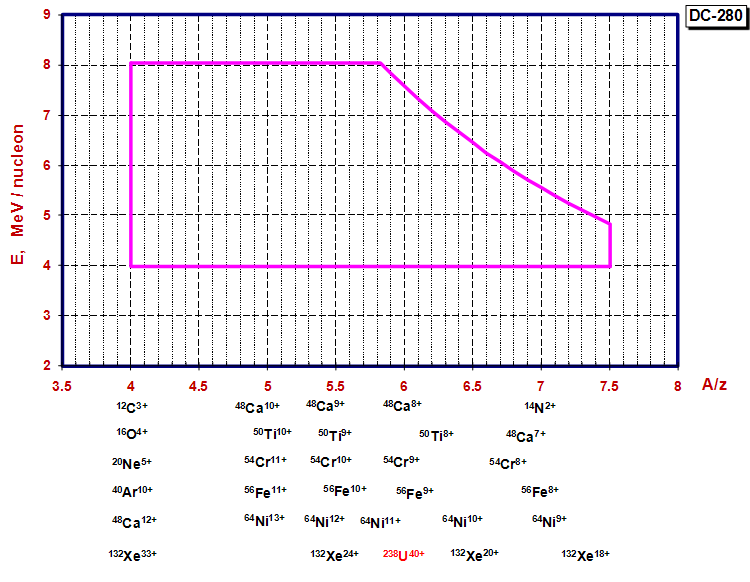 DC-280
9
8
7
6
5
4
3
2
E, MeV / nucleon
3.5 4 4.5 5 5.5 6 6.5 7 7.5 8 A/z
¹²C³⁺ ⁴⁸Ca¹⁰⁺ ⁴⁸Ca⁹⁺ ⁴⁸Ca⁸⁺ ¹⁴N²⁺
¹⁶O⁴⁺ ⁵⁰Ti¹⁰⁺ ⁵⁰Ti⁹⁺ ⁵⁰Ti⁸⁺ ⁴⁸Ca⁷⁺
²⁰Ne⁵⁺ ⁵⁴Cr¹¹⁺ ⁵⁴Cr¹⁰⁺ ⁵⁴Cr⁹⁺ ⁵⁴Cr⁸⁺
⁴⁰Ar¹⁰⁺ ⁵⁶Fe¹¹⁺ ⁵⁶Fe¹⁰⁺ ⁵⁶Fe⁹⁺ ⁵⁶Fe⁸⁺
⁴⁸Ca¹²⁺ ⁶⁴Ni¹³⁺ ⁶⁴Ni¹²⁺ ⁶⁴Ni¹¹⁺ ⁶⁴Ni¹⁰⁺ ⁶⁴Ni⁹⁺
¹³²Xe³³⁺ ¹³²Xe²⁴⁺ ²³⁸U⁴⁰⁺ ¹³²Xe²⁰⁺ ¹³²Xe¹⁸⁺